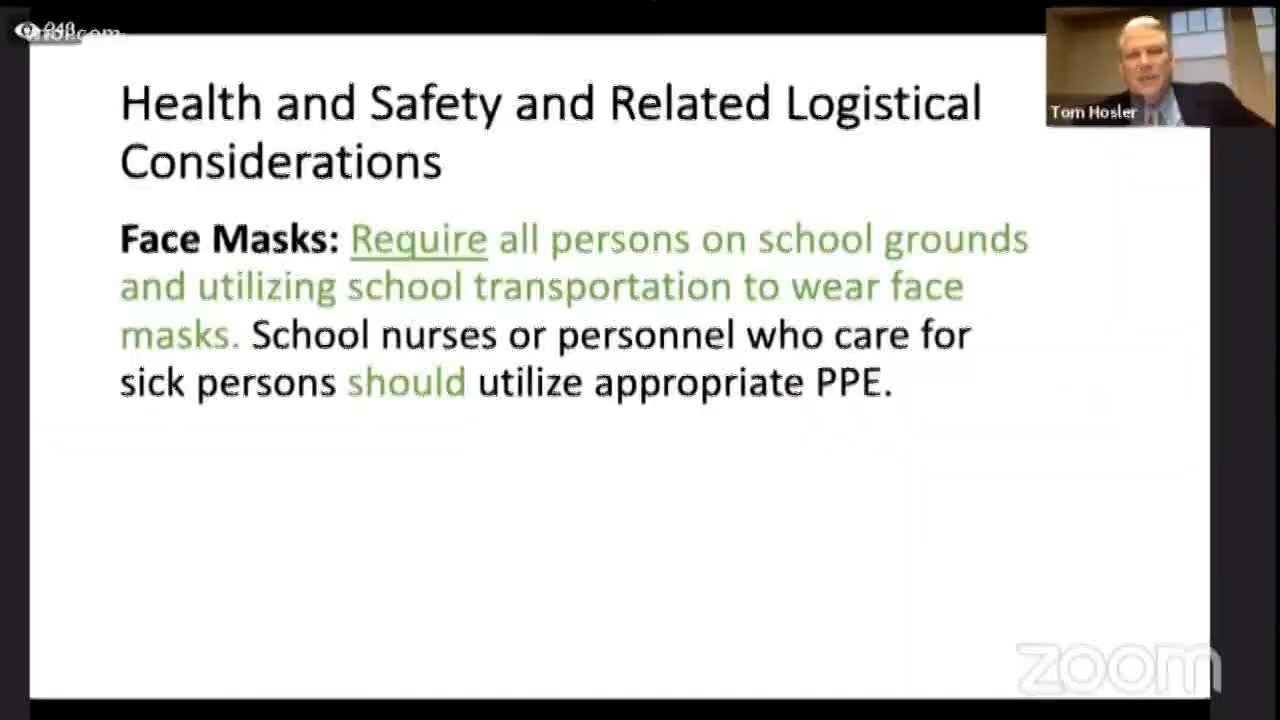 Health and Safety and Related Logistical
Considerations
Tom Hosler
Face Masks: Require all persons on school grounds
and utilizing school transportation to wear face
masks. School nurses or personnel who care for
sick persons should utilize appropriate PPE.
zoom